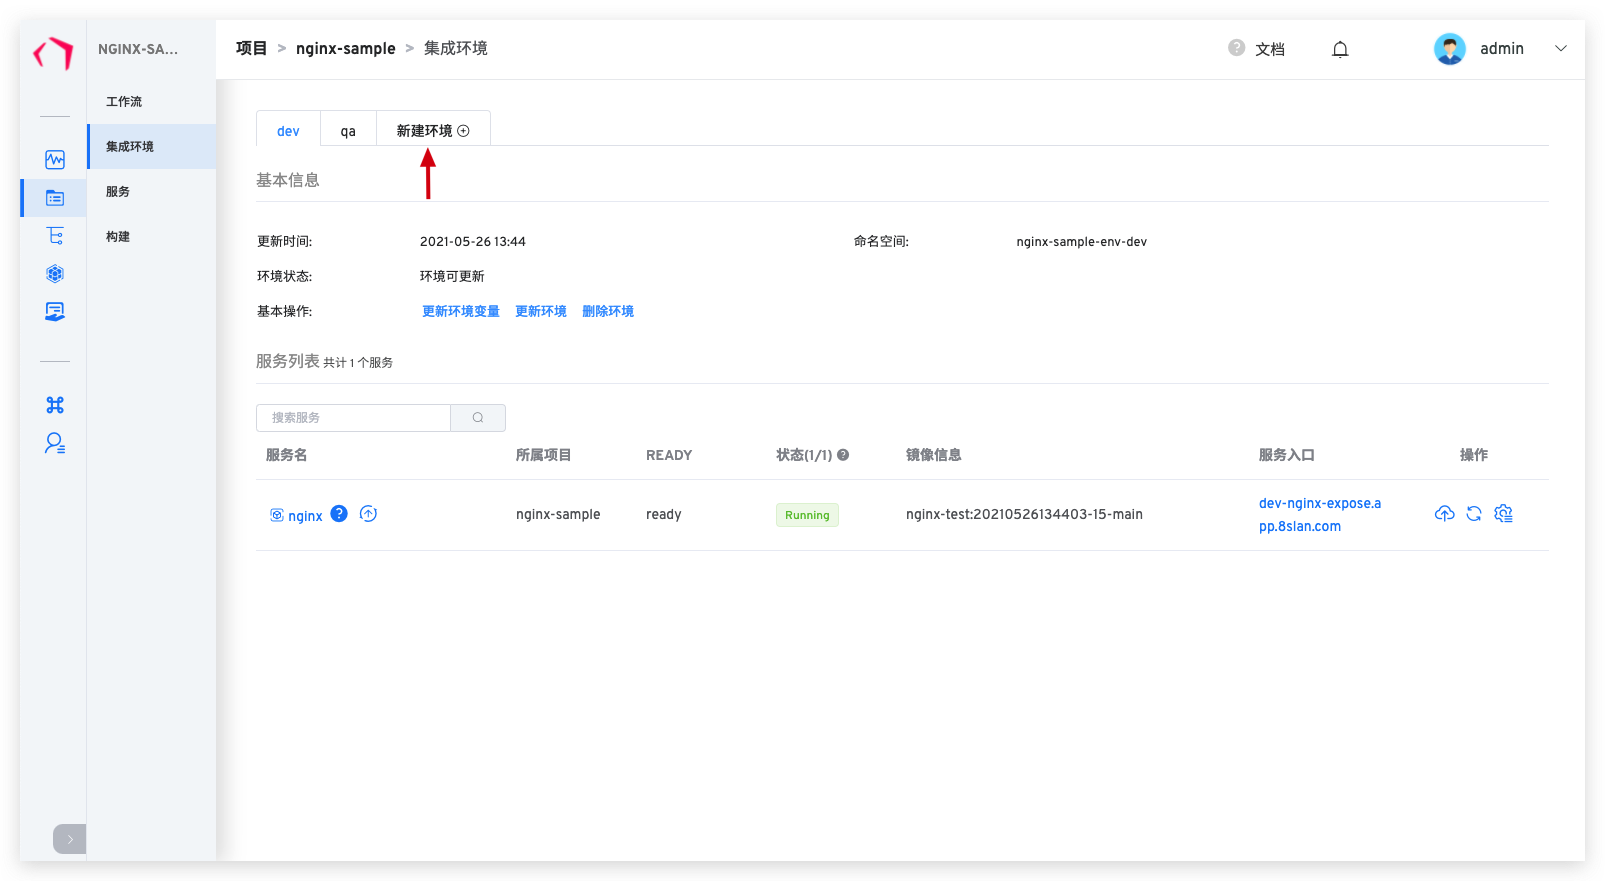 NGINX-SA...
工作流
集成环境
服务
构建
项目 > nginx-sample > 集成环境
? 文档
admin
dev
qa
新建环境
基本信息
更新时间: 2021-05-26 13:44 命名空间: nginx-sample-env-dev
环境状态: 环境可更新
基本操作: 更新环境变量 更新环境 删除环境
服务列表 共计 1 个服务
搜索服务
服务名 所属项目 READY 状态(1/1) ? 镜像信息 服务入口 操作
nginx ? nginx-sample ready Running nginx-test:20210526134403-15-main dev-nginx-expose.a
pp.8slan.com